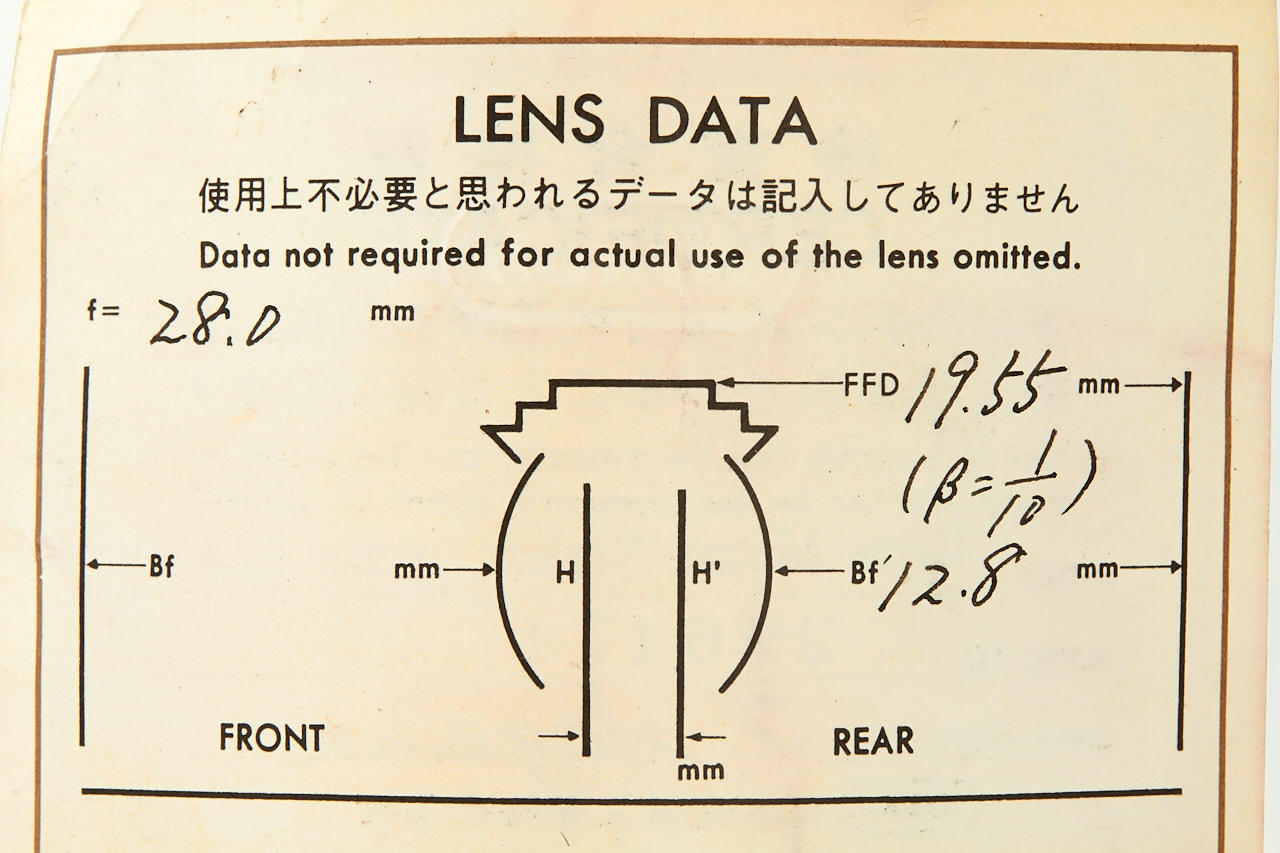 LENS DATA
使用上不必要と思われるデータは記入してありません
Data not required for actual use of the lens omitted.
f= 28.0 mm
FFD 19.55 mm
(β=1/10)
Bf mm H H' Bf' 12.8 mm
FRONT REAR
mm